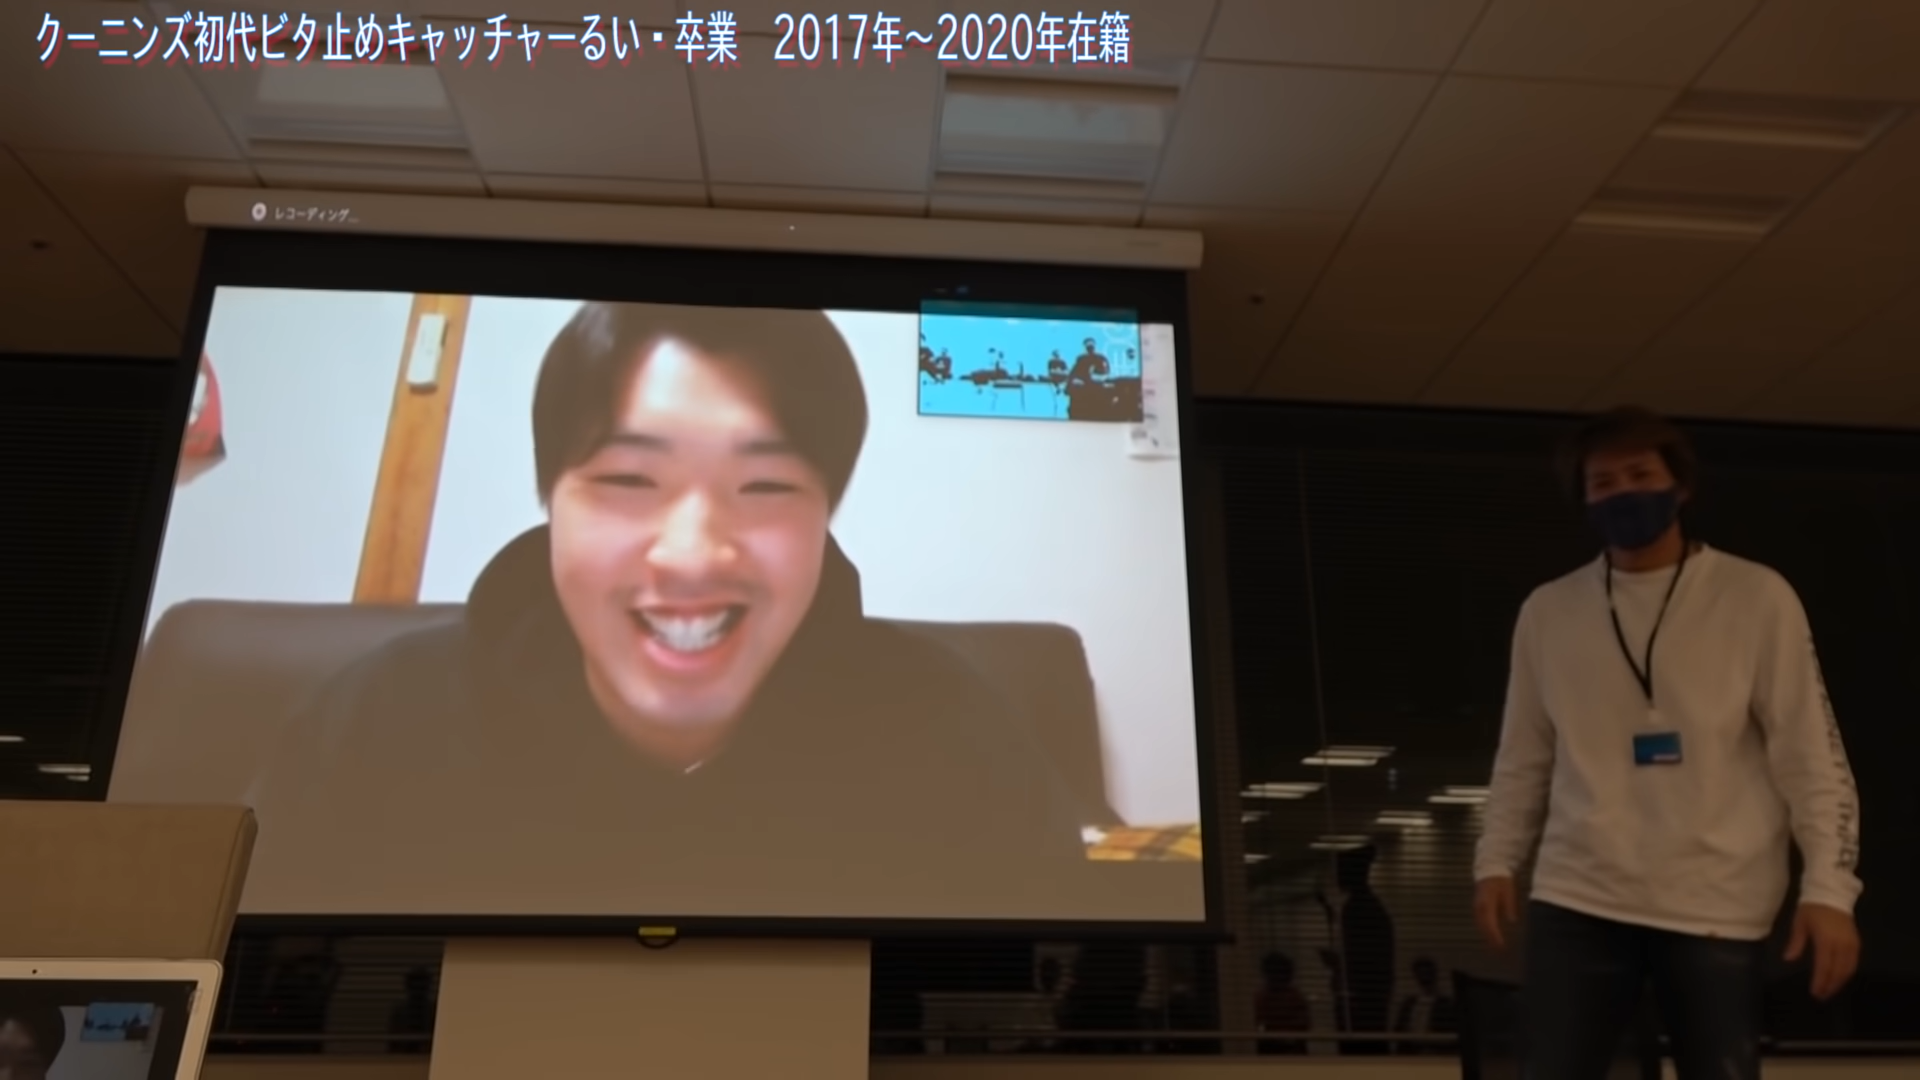 クーニンズ初代ビタ止めキャッチャーるい・卒業　2017年～2020年在籍
レコーディング...